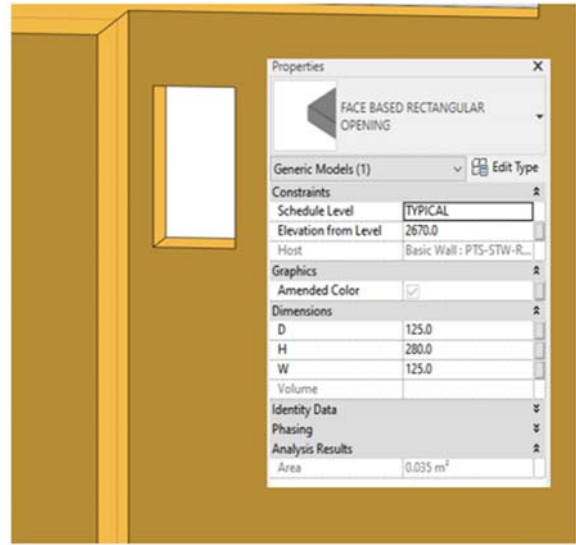 Properties X
FACE BASED RECTANGULAR
OPENING
Generic Models (1) Edit Type
Constraints
Schedule Level TYPICAL
Elevation from Level 2670.0
Host Basic Wall : PTS-STW-R...
Graphics
Amended Color
Dimensions
D 125.0
H 280.0
W 125.0
Volume
Identity Data
Phasing
Analysis Results
Area 0.035 m²